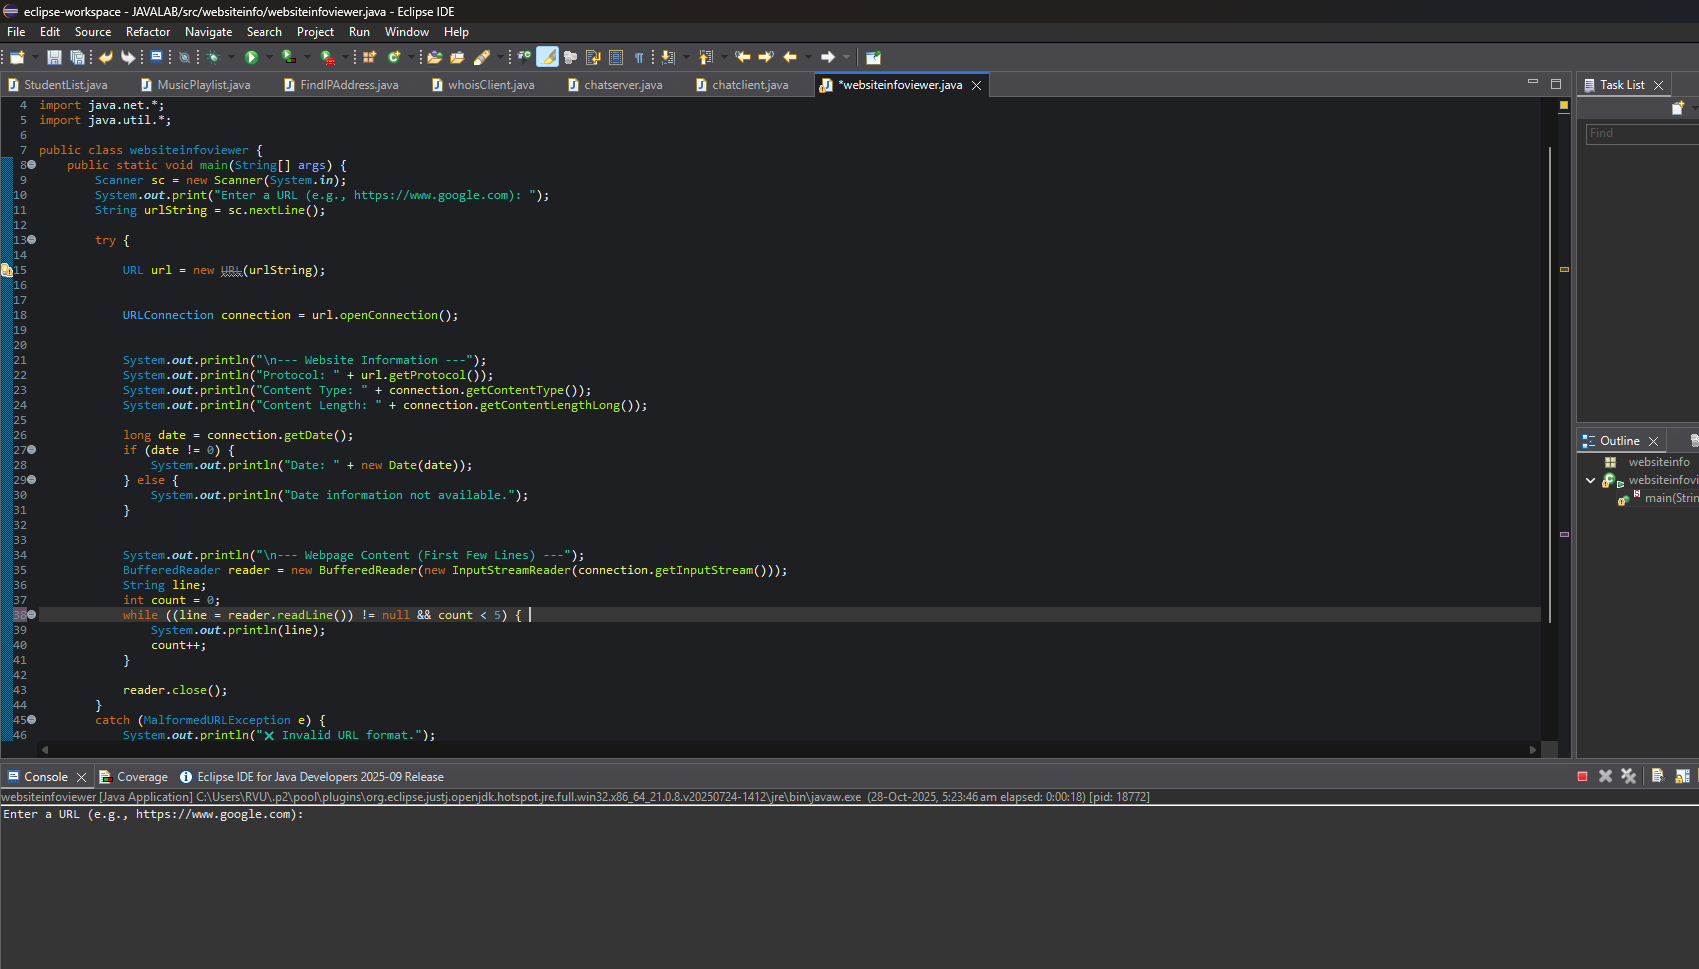 eclipse-workspace - JAVALAB/src/websiteinfo/websiteinfoviewer.java - Eclipse IDE
File Edit Source Refactor Navigate Search Project Run Window Help
StudentList.java MusicPlaylist.java FindIPAddress.java whoisClient.java chatserver.java chatclient.java *websiteinfoviewer.java
Task List
Find
4 import java.net.*;
5 import java.util.*;
6
7 public class websiteinfoviewer {
8 public static void main(String[] args) {
9 Scanner sc = new Scanner(System.in);
10 System.out.print("Enter a URL (e.g., https://www.google.com): ");
11 String urlString = sc.nextLine();
12
13 try {
14
15 URL url = new URL(urlString);
16
17
18 URLConnection connection = url.openConnection();
19
20
21 System.out.println("\n--- Website Information ---");
22 System.out.println("Protocol: " + url.getProtocol());
23 System.out.println("Content Type: " + connection.getContentType());
24 System.out.println("Content Length: " + connection.getContentLengthLong());
25
26 long date = connection.getDate();
27 if (date != 0) {
28 System.out.println("Date: " + new Date(date));
29 } else {
30 System.out.println("Date information not available.");
31 }
32
33
34 System.out.println("\n--- Webpage Content (First Few Lines) ---");
35 BufferedReader reader = new BufferedReader(new InputStreamReader(connection.getInputStream()));
36 String line;
37 int count = 0;
38 while ((line = reader.readLine()) != null && count < 5) {
39 System.out.println(line);
40 count++;
41 }
42
43 reader.close();
44 }
45 catch (MalformedURLException e) {
46 System.out.println("❌ Invalid URL format.");
Outline
websiteinfo
websiteinfovi
main(Strin
Console Coverage Eclipse IDE for Java Developers 2025-09 Release
websiteinfoviewer [Java Application] C:\Users\RVU\.p2\pool\plugins\org.eclipse.justj.openjdk.hotspot.jre.full.win32.x86_64_21.0.8.v20250724-1412\jre\bin\javaw.exe (28-Oct-2025, 5:23:46 am elapsed: 0:00:18) [pid: 18772]
Enter a URL (e.g., https://www.google.com):